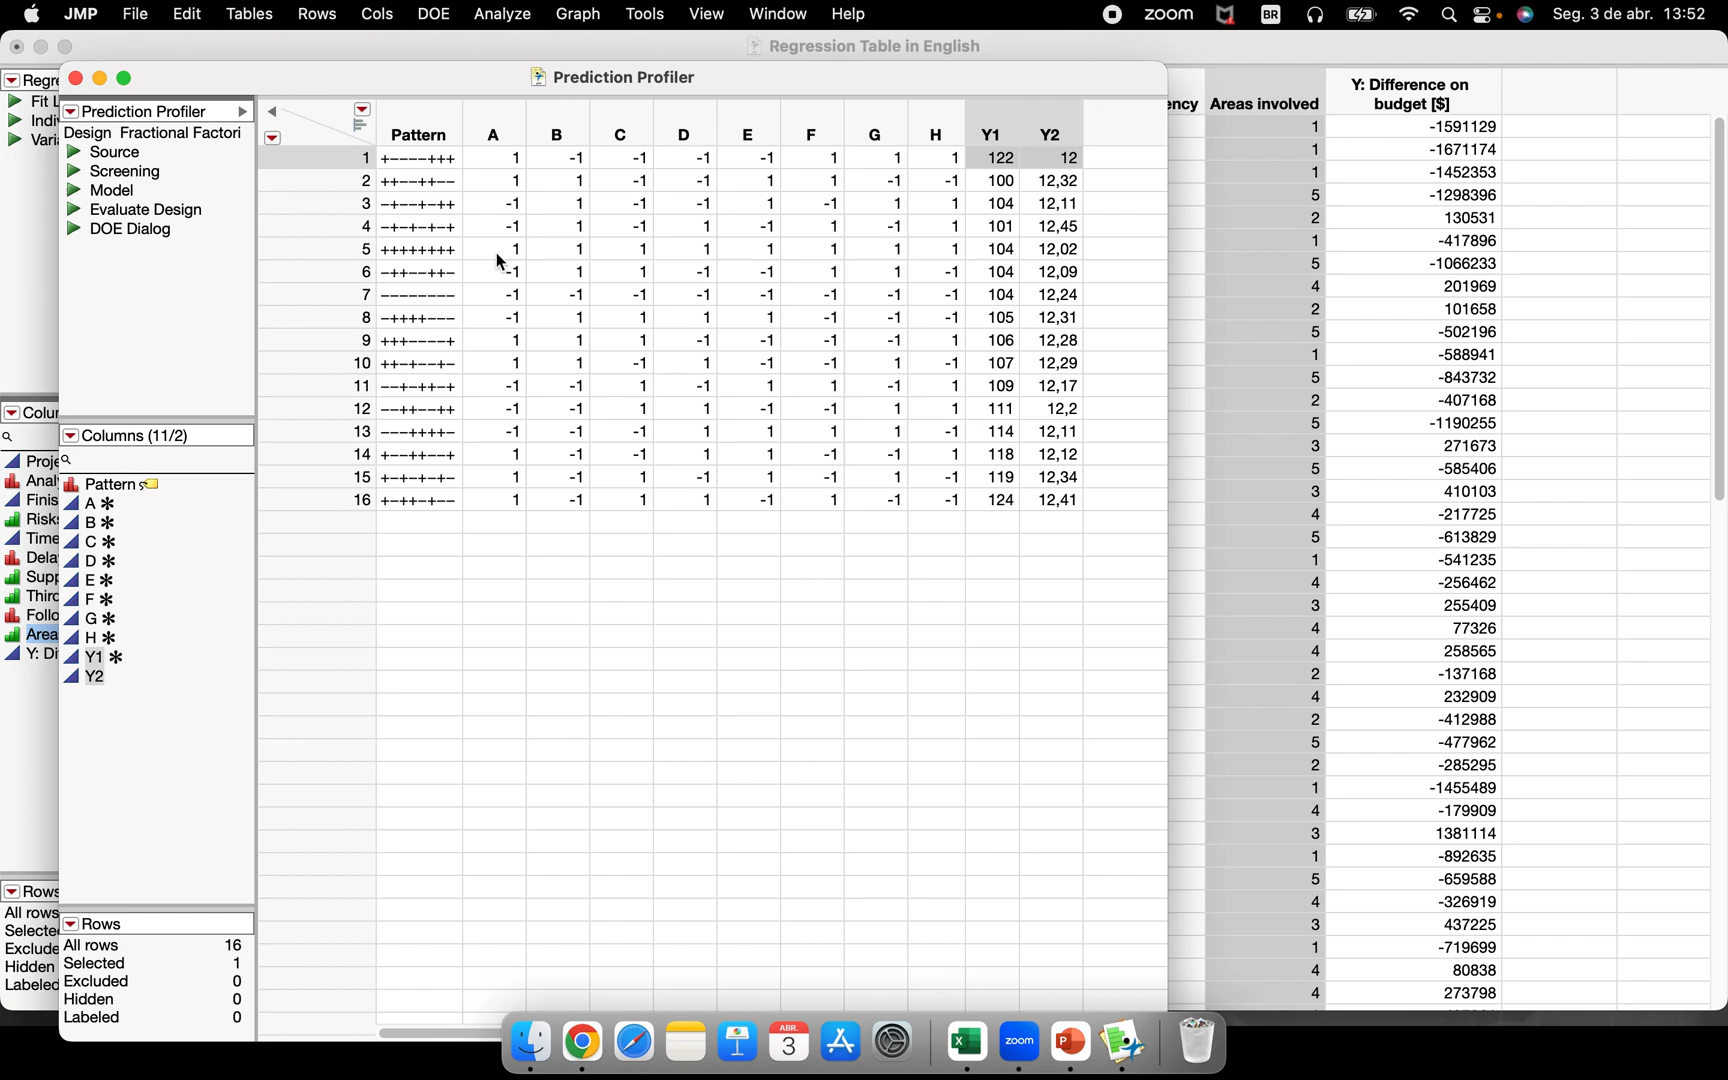 JMP File Edit Tables Rows Cols DOE Analyze Graph Tools View Window Help zoom BR Seg. 3 de abr. 13:52
Regression Table in English
Prediction Profiler
Prediction Profiler
Design Fractional Factori
Source
Screening
Model
Evaluate Design
DOE Dialog
Columns (11/2)
Pattern
A
B
C
D
E
F
G
H
Y1
Y2
Rows
All rows 16
Selected 1
Excluded 0
Hidden 0
Labeled 0
Pattern A B C D E F G H Y1 Y2
1 +----+++ 1 -1 -1 -1 -1 1 1 1 122 12
2 ++--++-- 1 1 -1 -1 1 1 -1 -1 100 12,32
3 -+--+-++ -1 1 -1 -1 1 -1 1 1 104 12,11
4 -+-+-+-+ -1 1 -1 1 -1 1 -1 1 101 12,45
5 ++++++++ 1 1 1 1 1 1 1 1 104 12,02
6 -++--++- -1 1 1 -1 -1 1 1 -1 104 12,09
7 -------- -1 -1 -1 -1 -1 -1 -1 -1 104 12,24
8 -++++--- -1 1 1 1 1 -1 -1 -1 105 12,31
9 +++----+ 1 1 1 -1 -1 -1 -1 1 106 12,28
10 ++-+--+- 1 1 -1 1 -1 -1 1 -1 107 12,29
11 --+-++-+ -1 -1 1 -1 1 1 -1 1 109 12,17
12 --++--++ -1 -1 1 1 -1 -1 1 1 111 12,2
13 ---++++- -1 -1 -1 1 1 1 1 -1 114 12,11
14 +--++--+ 1 -1 -1 1 1 -1 -1 1 118 12,12
15 +-+-+-+- 1 -1 1 -1 1 -1 1 -1 119 12,34
16 +-++-+-- 1 -1 1 1 -1 1 -1 -1 124 12,41
Areas involved
Y: Difference on
budget [$]
1 -1591129
1 -1671174
1 -1452353
5 -1298396
2 130531
1 -417896
5 -1066233
4 201969
2 101658
5 -502196
1 -588941
5 -843732
2 -407168
5 -1190255
3 271673
5 -585406
3 410103
4 -217725
5 -613829
1 -541235
4 -256462
3 255409
4 77326
4 258565
2 -137168
4 232909
2 -412988
5 -477962
2 -285295
1 -1455489
4 -179909
3 1381114
1 -892635
5 -659588
4 -326919
3 437225
1 -719699
4 80838
4 273798
ABR.
3
zoom